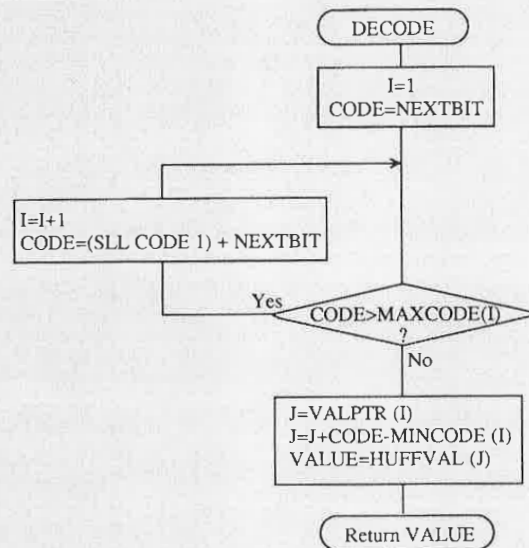 DECODE
I=1
CODE=NEXTBIT
I=I+1
CODE=(SLL CODE 1) + NEXTBIT
Yes
CODE>MAXCODE(I)
?
No
J=VALPTR (I)
J=J+CODE-MINCODE (I)
VALUE=HUFFVAL (J)
Return VALUE